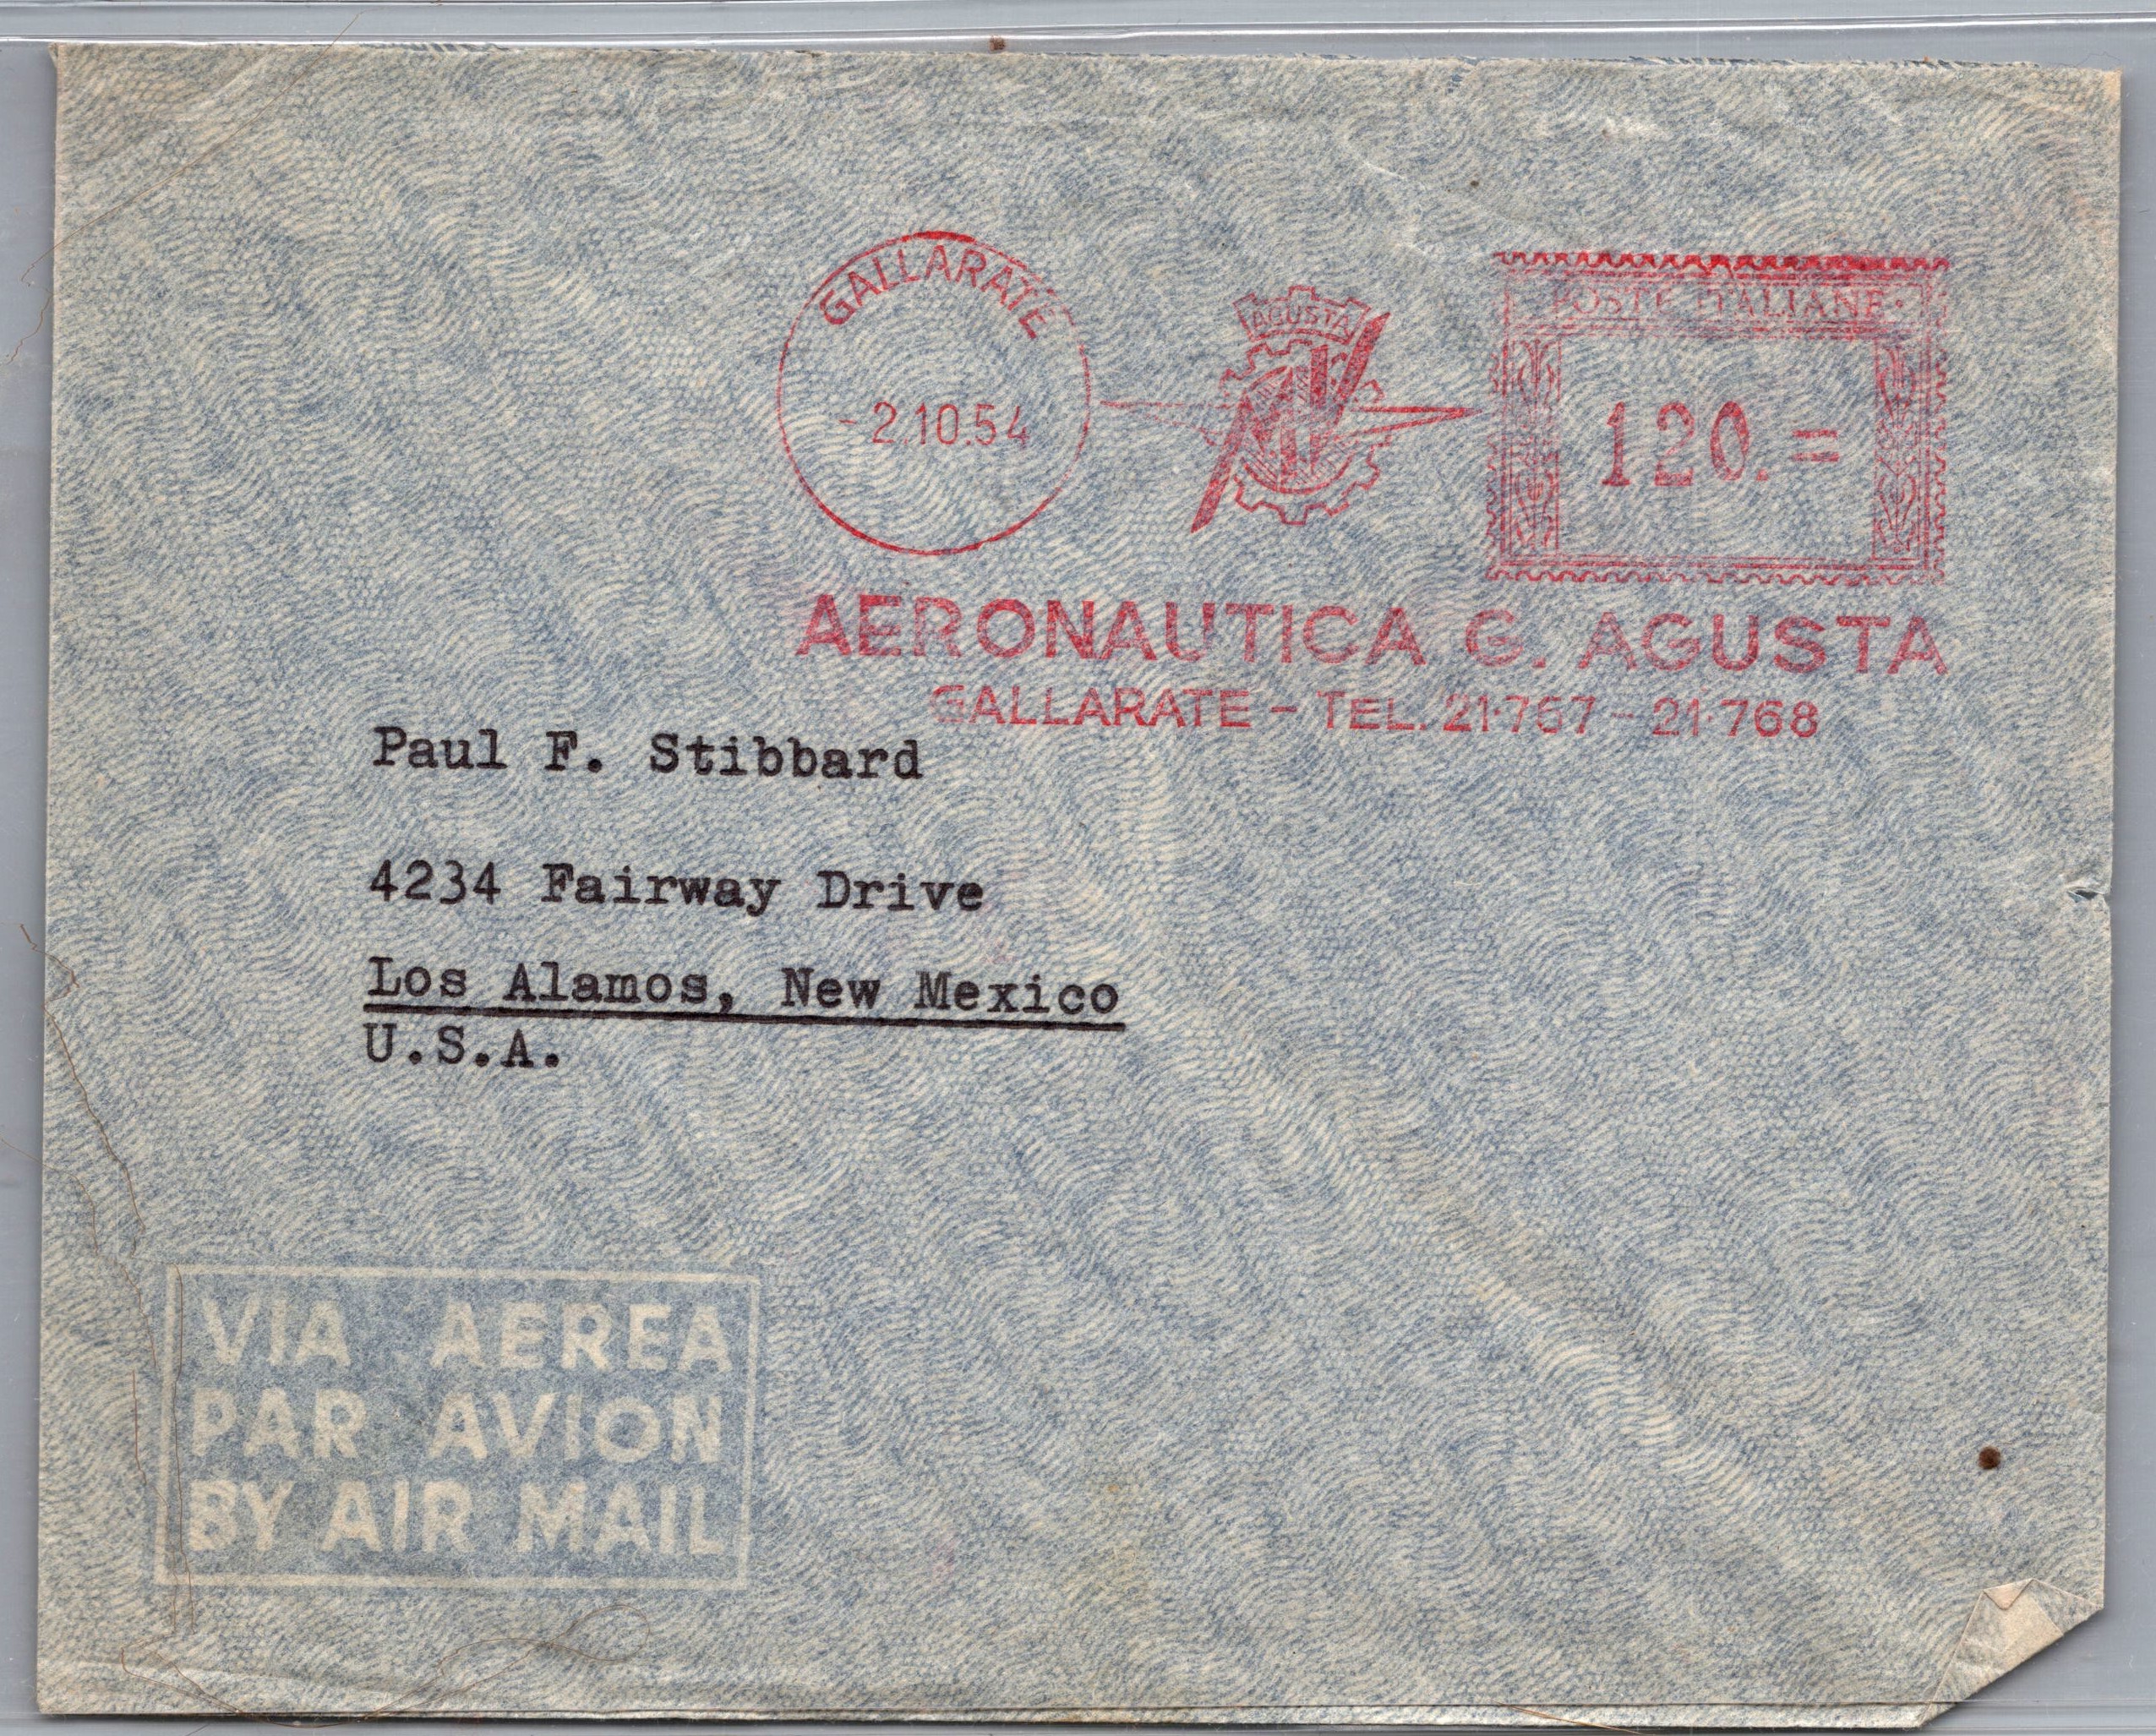 GALLARATE
-2.10.54
AGUSTA
POSTE ITALIANE
120.=
AERONAUTICA G. AGUSTA
GALLARATE - TEL. 21·767 - 21·768
Paul F. Stibbard
4234 Fairway Drive
Los Alamos, New Mexico
U.S.A.
VIA AEREA
PAR AVION
BY AIR MAIL